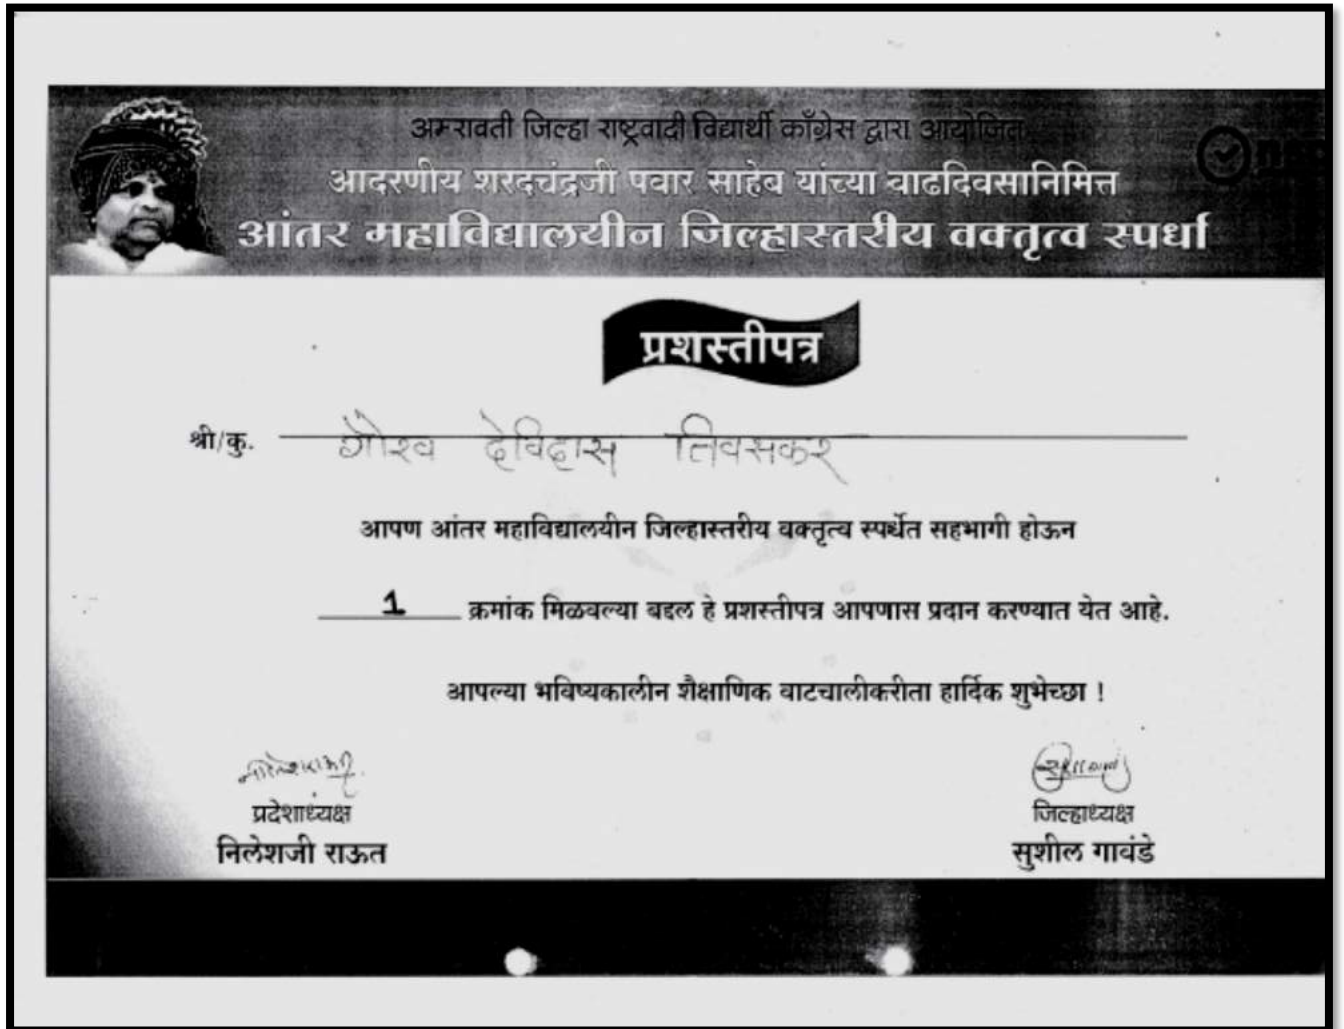 अमरावती जिल्हा राष्ट्रवादी विद्यार्थी काँग्रेस द्वारा आयोजित
आदरणीय शरदचंद्रजी पवार साहेब यांच्या वाढदिवसानिमित्त
आंतर महाविद्यालयीन जिल्हास्तरीय वक्तृत्व स्पर्धा
प्रशस्तीपत्र
श्री/कु. गौरव देविदास तिवसकर
आपण आंतर महाविद्यालयीन जिल्हास्तरीय वक्तृत्व स्पर्धेत सहभागी होऊन
1 क्रमांक मिळवल्या बद्दल हे प्रशस्तीपत्र आपणास प्रदान करण्यात येत आहे.
आपल्या भविष्यकालीन शैक्षाणिक वाटचालीकरीता हार्दिक शुभेच्छा !
प्रदेशाध्यक्ष जिल्हाध्यक्ष
निलेशजी राऊत सुशील गावंडे